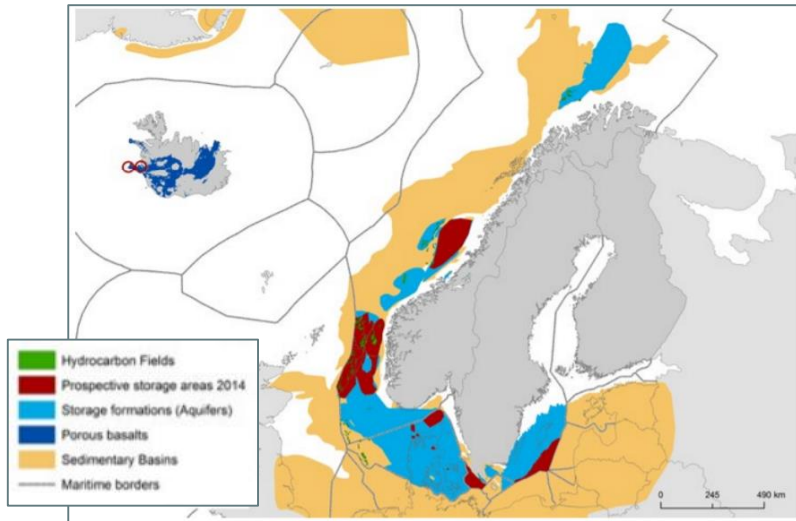 Hydrocarbon Fields
Prospective storage areas 2014
Storage formations (Aquifers)
Porous basalts
Sedimentary Basins
Maritime borders
0 245 490 km